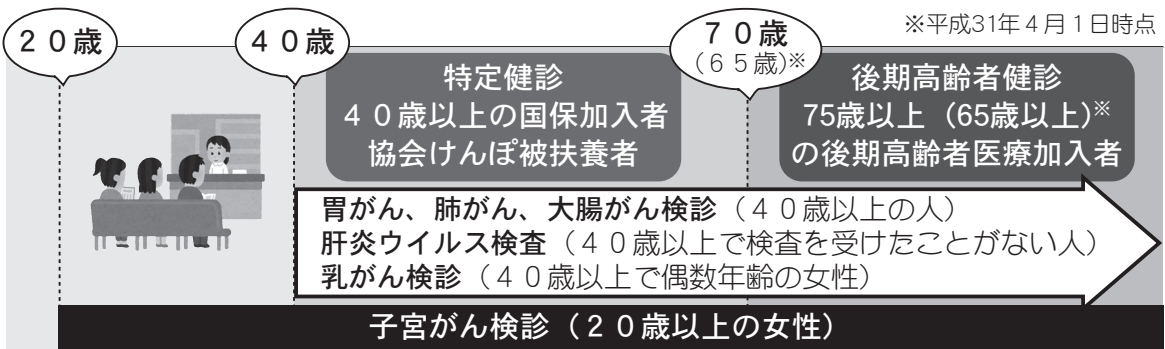 ※平成31年４月１日時点
２０歳
４０歳
７０歳
（６５歳）※
特定健診
４０歳以上の国保加入者
協会けんぽ被扶養者
後期高齢者健診
75歳以上（65歳以上）※
の後期高齢者医療加入者
胃がん、肺がん、大腸がん検診（４０歳以上の人）
肝炎ウイルス検査（４０歳以上で検査を受けたことがない人）
乳がん検診（４０歳以上で偶数年齢の女性）
子宮がん検診（２０歳以上の女性）